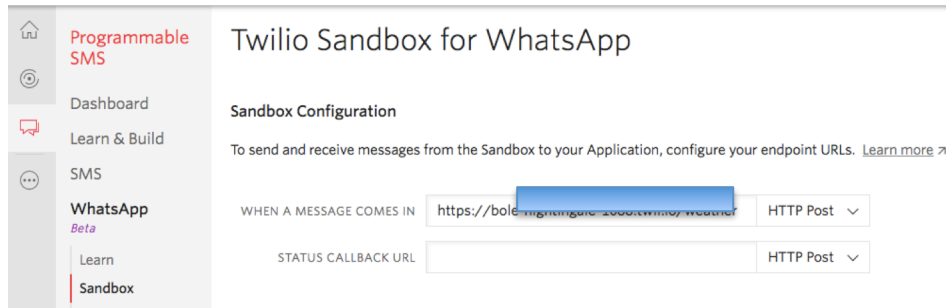 Programmable
SMS
Dashboard
Learn & Build
SMS
WhatsApp
Beta
Learn
Sandbox
Twilio Sandbox for WhatsApp
Sandbox Configuration
To send and receive messages from the Sandbox to your Application, configure your endpoint URLs. Learn more
WHEN A MESSAGE COMES IN https://bole HTTP Post
STATUS CALLBACK URL HTTP Post